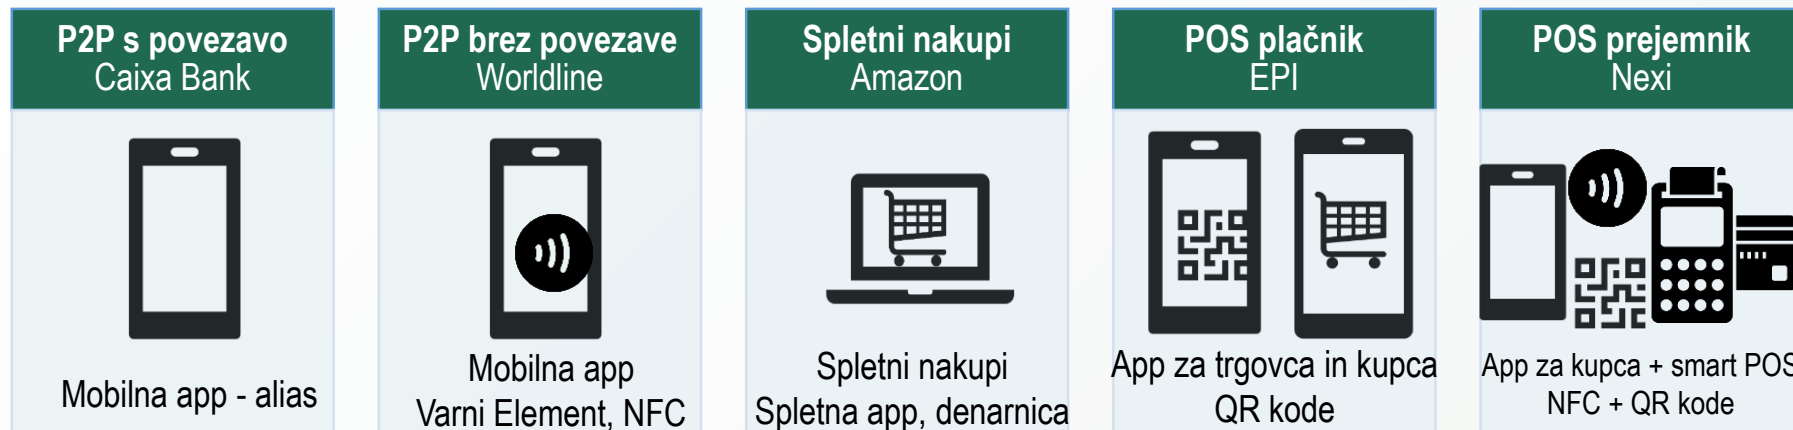 P2P s povezavo
Caixa Bank
Mobilna app - alias
P2P brez povezave
Worldline
Mobilna app
Varni Element, NFC
Spletni nakupi
Amazon
Spletni nakupi
Spletna app, denarnica
POS plačnik
EPI
App za trgovca in kupca
QR kode
POS prejemnik
Nexi
App za kupca + smart POS
NFC + QR kode